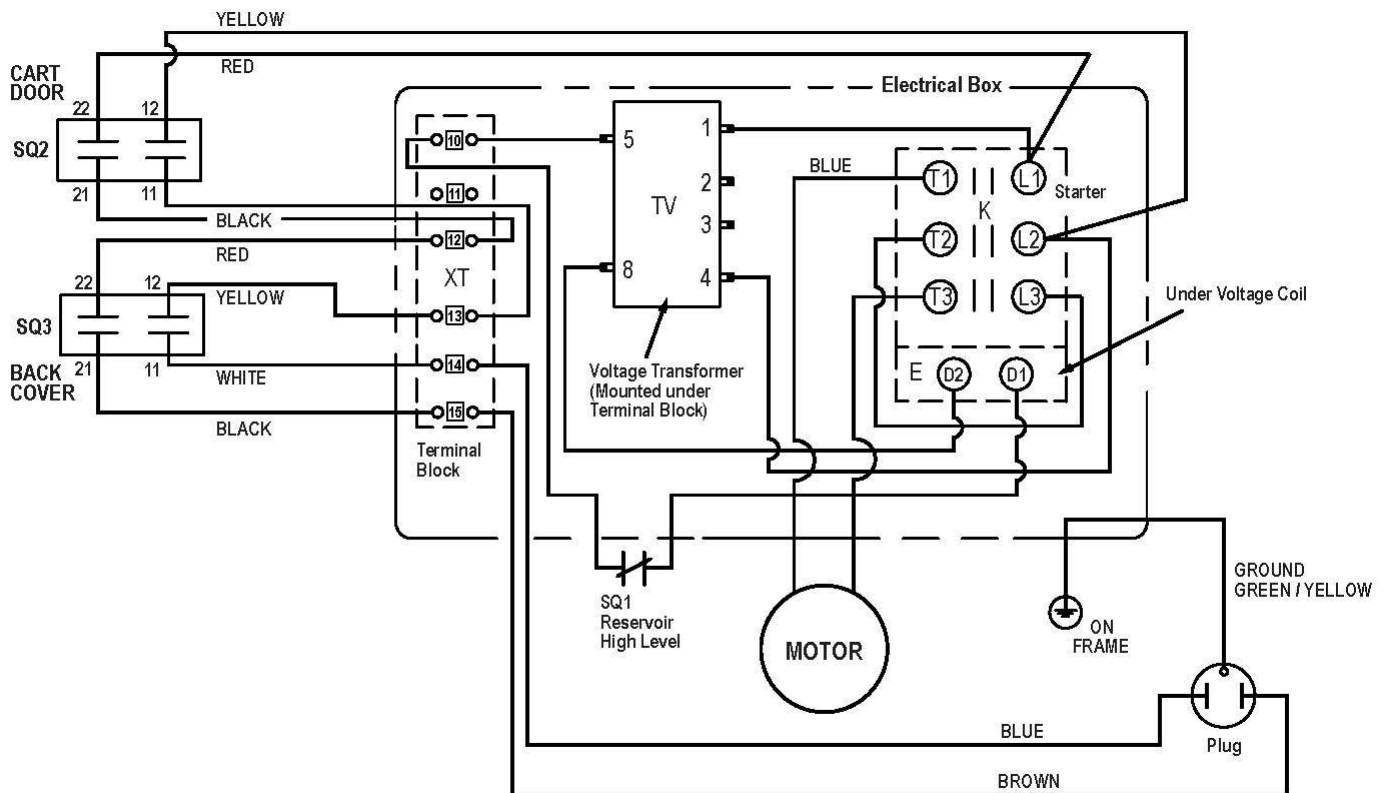 YELLOW
RED
CART
DOOR
22
12
SQ2
21
11
BLACK
RED
22
12
YELLOW
SQ3
21
11
BACK
COVER
WHITE
BLACK
Electrical Box
10
11
12
XT
13
14
15
Terminal
Block
5
8
TV
1
2
3
4
Voltage Transformer
(Mounted under
Terminal Block)
BLUE
T1
L1
Starter
K
T2
L2
T3
L3
E
D2
D1
Under Voltage Coil
SQ1
Reservoir
High Level
MOTOR
GROUND
GREEN / YELLOW
ON
FRAME
Plug
BLUE
BROWN